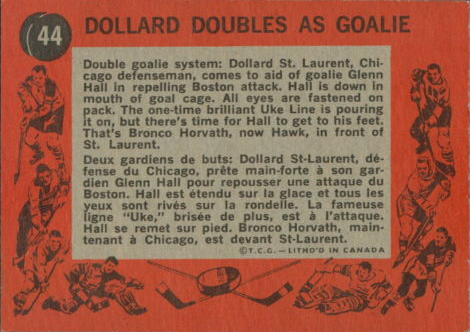 44
DOLLARD DOUBLES AS GOALIE
Double goalie system: Dollard St. Laurent, Chi-
cago defenseman, comes to aid of goalie Glenn
Hall in repelling Boston attack. Hall is down in
mouth of goal cage. All eyes are fastened on
pack. The one-time brilliant Uke Line is pouring
it on, but there's time for Hall to get to his feet.
That's Bronco Horvath, now Hawk, in front of
St. Laurent.
Deux gardiens de buts: Dollard St-Laurent, dé-
fense du Chicago, prête main-forte à son gar-
dien Glenn Hall pour repousser une attaque du
Boston. Hall est étendu sur la glace et tous les
yeux sont rivés sur la rondelle. La fameuse
ligne "Uke," brisée de plus, est à l'attaque.
Hall se remet sur pied. Bronco Horvath, main-
tenant à Chicago, est devant St-Laurent.
©T.C.G. - LITHO'D IN CANADA